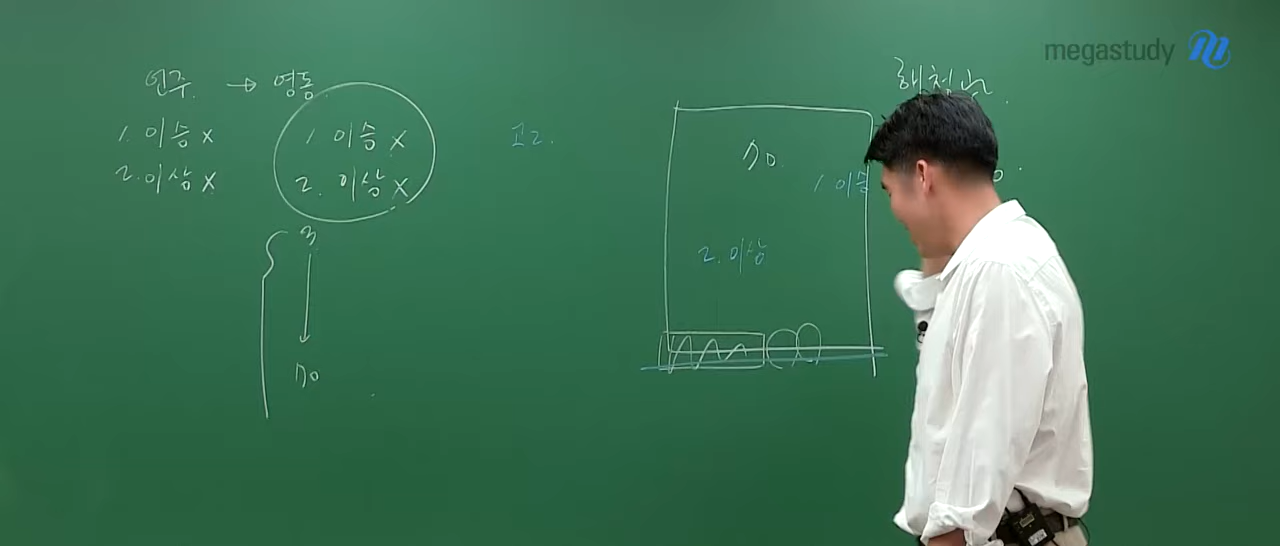 megastudy
연주 → 영동
1. 이승 x
2. 이상 x
1. 이승 x
2. 이상 x
3
70
고2.
70.
1. 이승
2. 이상